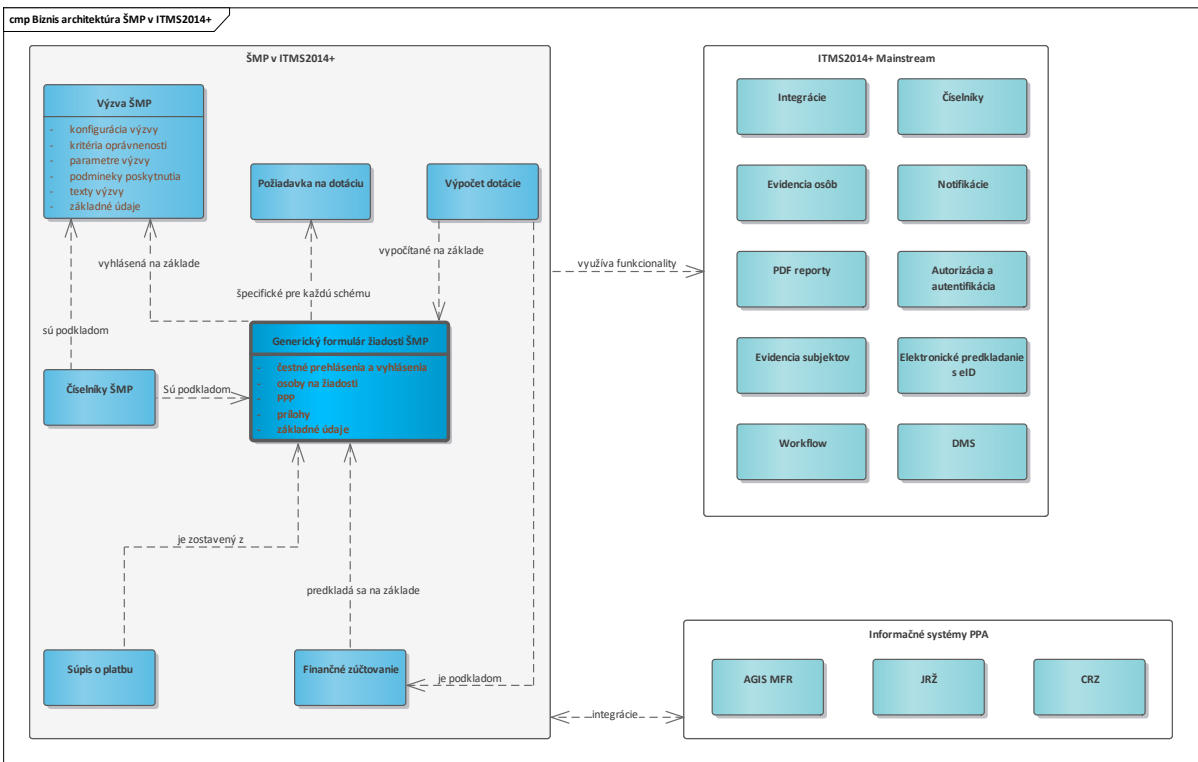 cmp Biznis architektúra ŠMP v ITMS2014+
ŠMP v ITMS2014+
Výzva ŠMP
- konfigurácia výzvy
- kritéria oprávnenosti
- parametre výzvy
- podmineky poskytnutia
- texty výzvy
- základné údaje
Požiadavka na dotáciu
Výpočet dotácie
vyhlásená na základe
vypočítané na základe
špecifické pre každú schému
sú podkladom
Generický formulár žiadosti ŠMP
- čestné prehlásenia a vyhlásenia
- osoby na žiadosti
- PPP
- prílohy
- základné údaje
Číselníky ŠMP
Sú podkladom
je zostavený z
predkladá sa na základe
Súpis o platbu
Finančné zúčtovanie
je podkladom
využíva funkcionality
integrácie
ITMS2014+ Mainstream
Integrácie
Číselníky
Evidencia osôb
Notifikácie
PDF reporty
Autorizácia a
autentifikácia
Evidencia subjektov
Elektronické predkladanie
s eID
Workflow
DMS
Informačné systémy PPA
AGIS MFR
JRŽ
CRZ